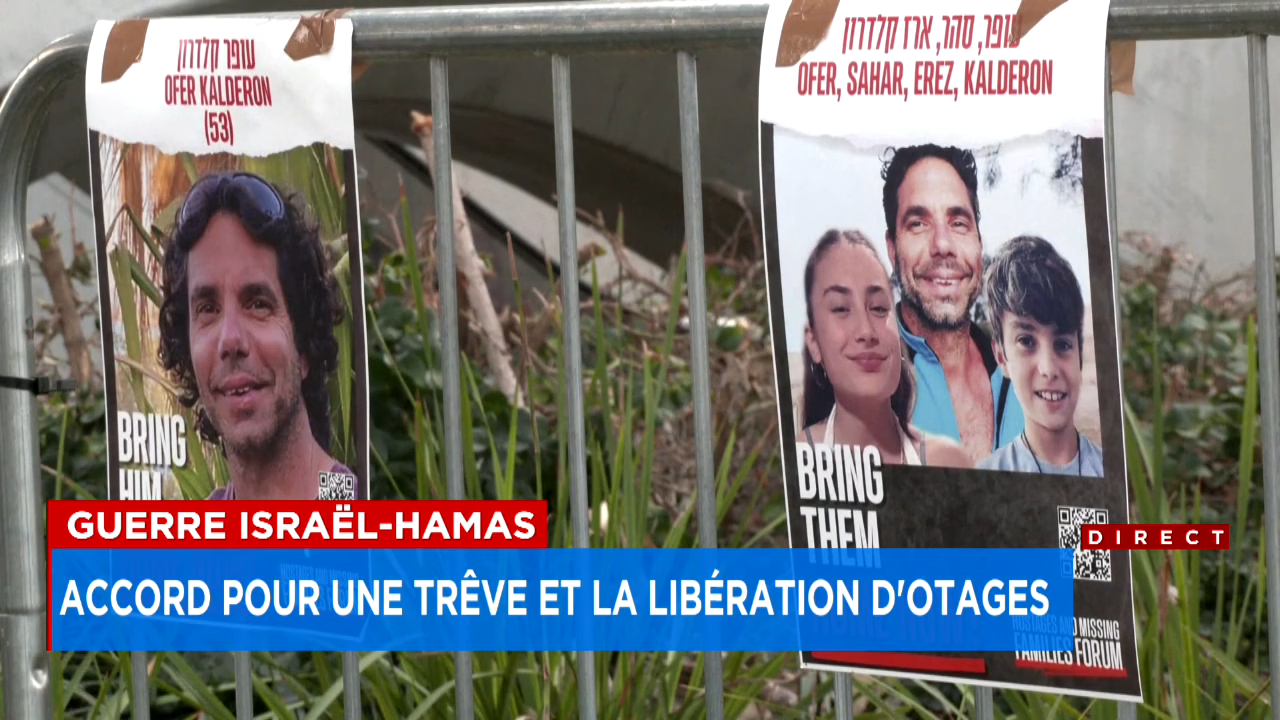 עופר קלדרון
OFER KALDERON
(53)
BRING
HIM
עופר, סהר, ארז קלדרון
OFER, SAHAR, EREZ, KALDERON
BRING
THEM
HOSTAGES AND MISSING
FAMILIES FORUM
GUERRE ISRAËL-HAMAS
DIRECT
ACCORD POUR UNE TRÊVE ET LA LIBÉRATION D'OTAGES